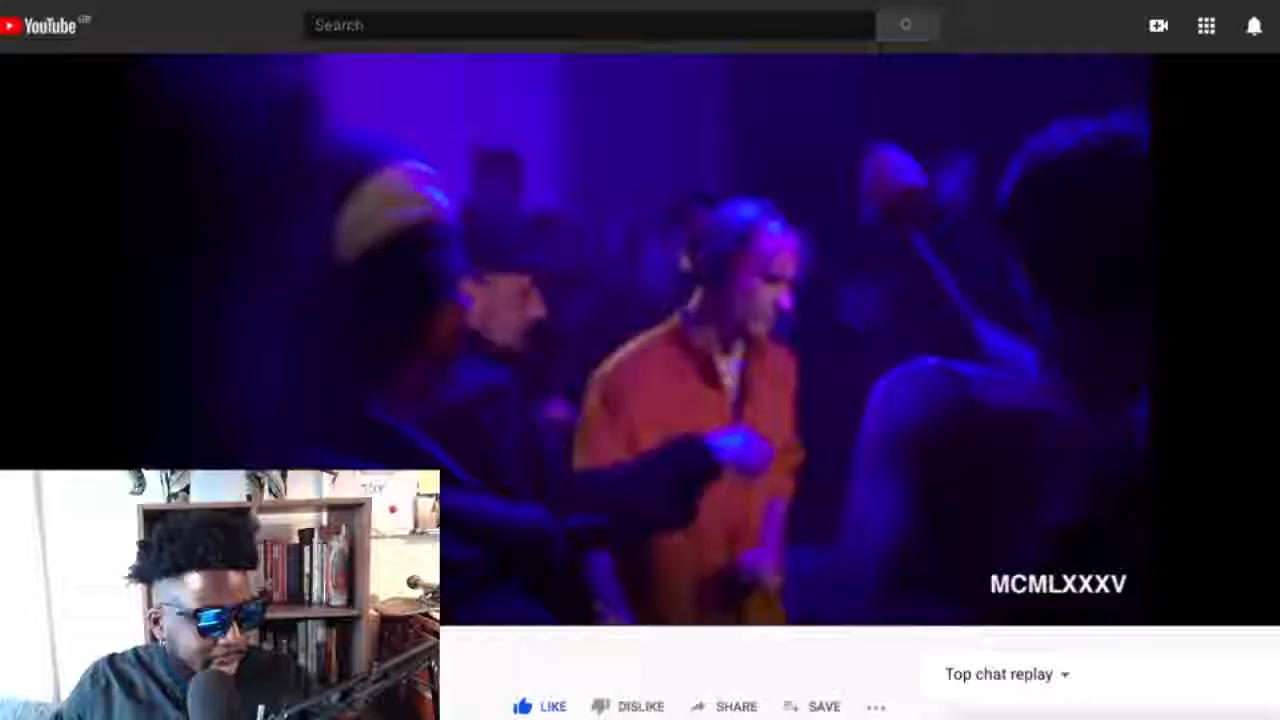 YouTube
Search
MCMLXXXV
Top chat replay
LIKE
DISLIKE
SHARE
SAVE